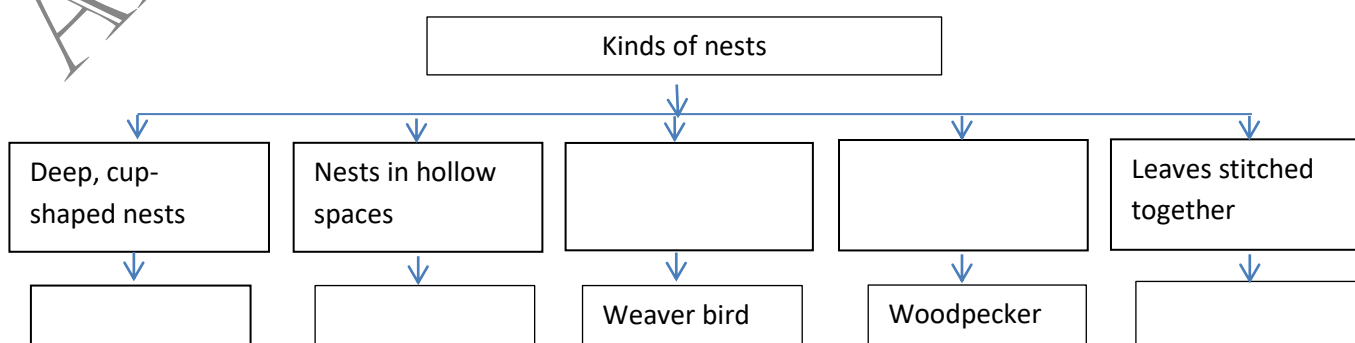 Kinds of nests
Deep, cup-
shaped nests
Nests in hollow
spaces
Leaves stitched
together
Weaver bird
Woodpecker